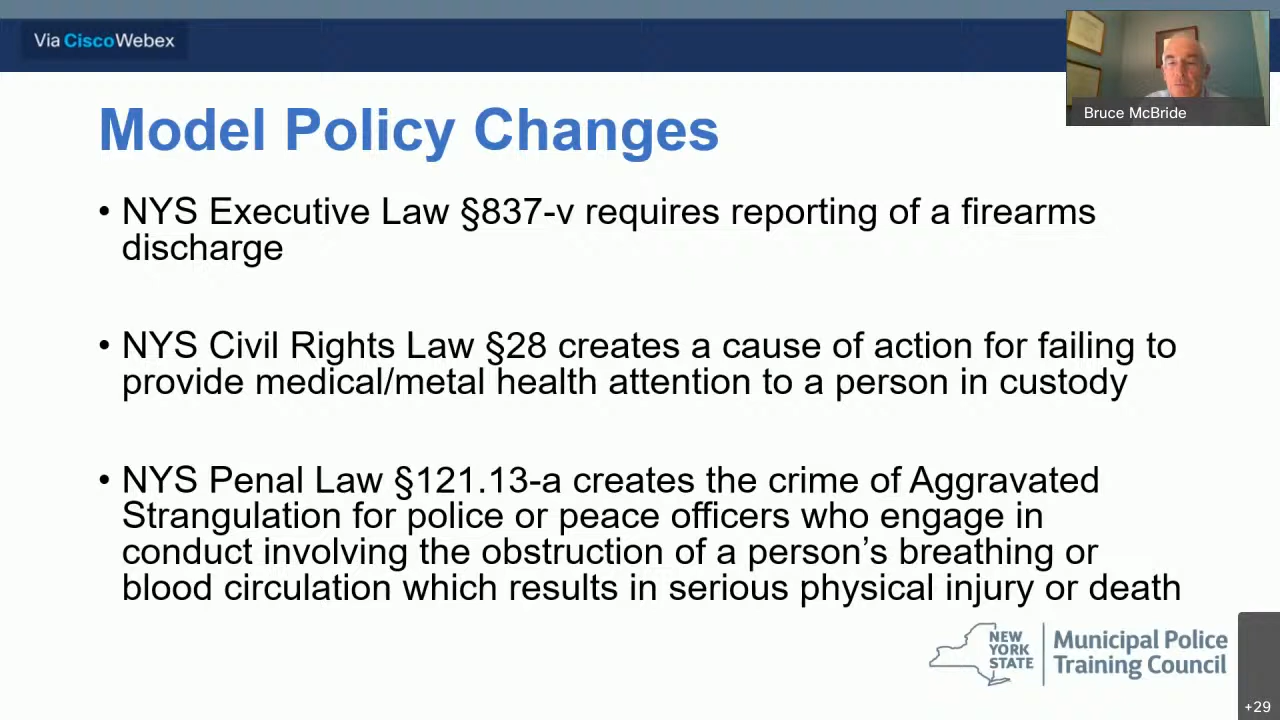 Via CiscoWebex
Bruce McBride
Model Policy Changes
• NYS Executive Law §837-v requires reporting of a firearms
discharge
• NYS Civil Rights Law §28 creates a cause of action for failing to
provide medical/metal health attention to a person in custody
• NYS Penal Law §121.13-a creates the crime of Aggravated
Strangulation for police or peace officers who engage in
conduct involving the obstruction of a person’s breathing or
blood circulation which results in serious physical injury or death
NEW
YORK
STATE
Municipal Police
Training Council
+29